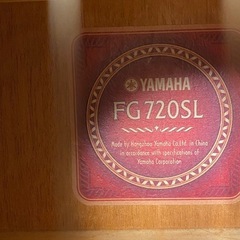 YAMAHA
FG720SL
Made by Hangzhou Yamaha Co.Ltd. in China
in accordance with specifications of
Yamaha Corporation